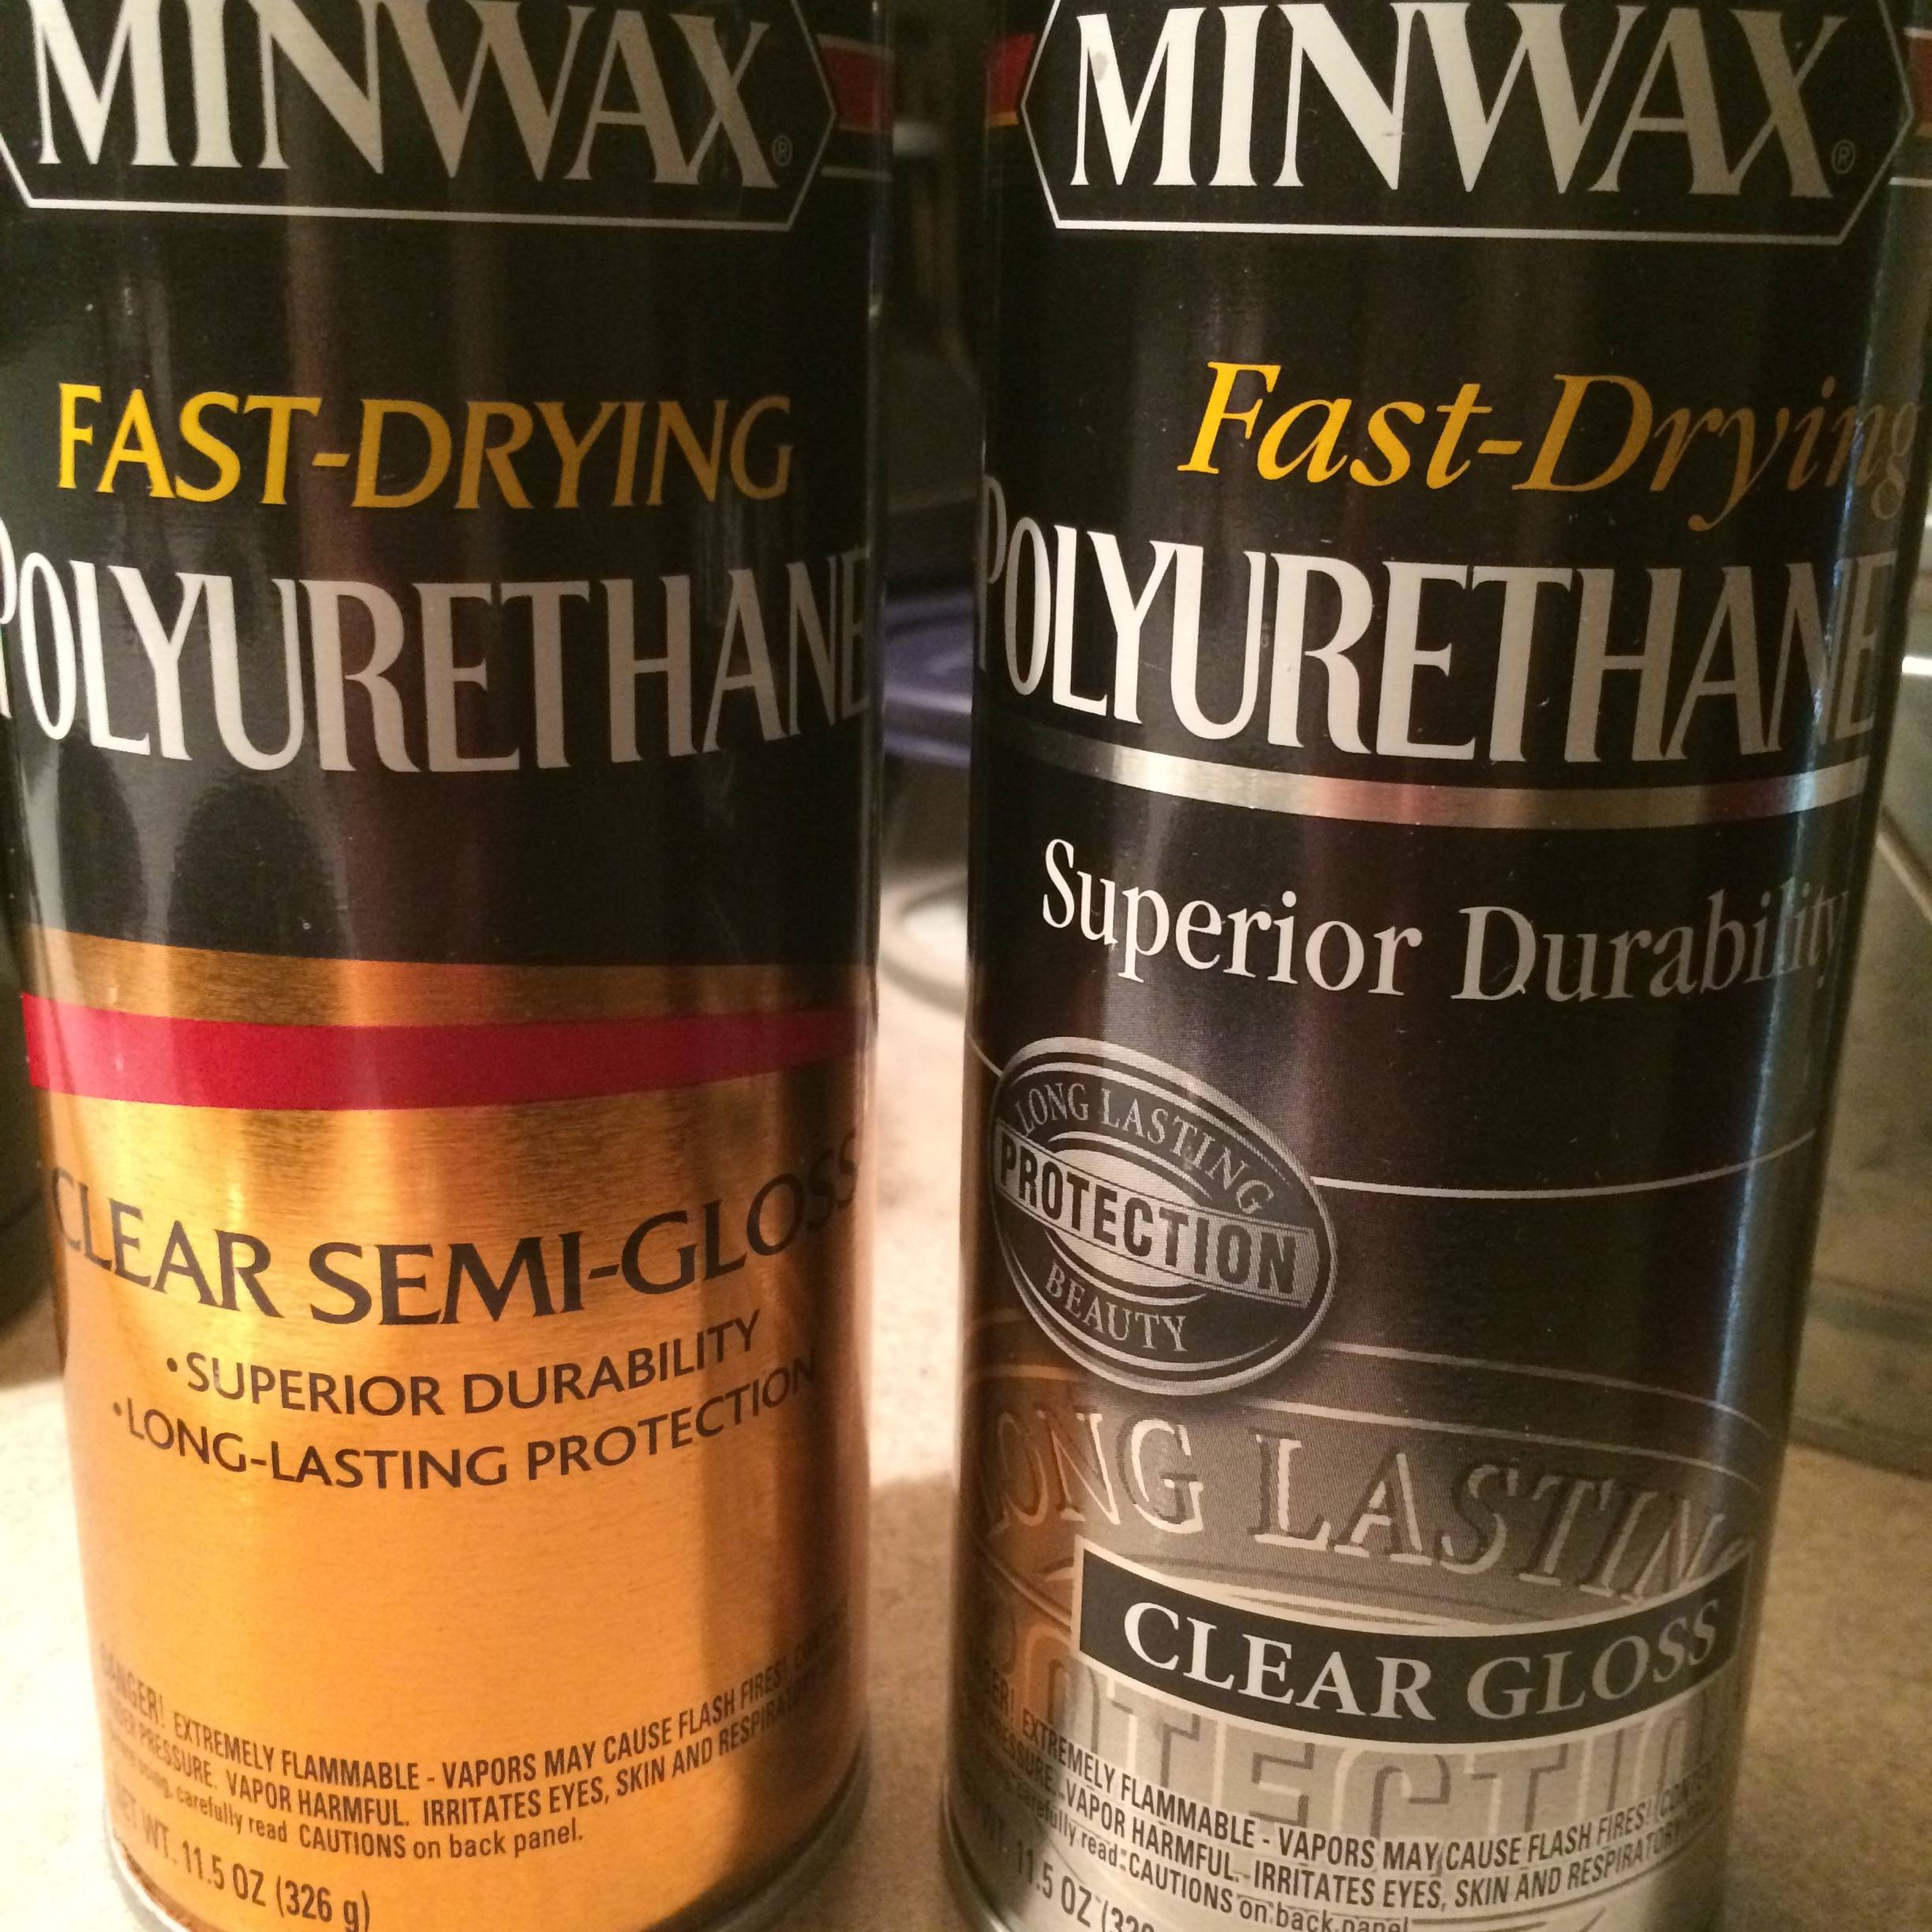 MINWAX®
FAST-DRYING
POLYURETHANE
CLEAR SEMI-GLOSS
•SUPERIOR DURABILITY
•LONG-LASTING PROTECTION
DANGER! EXTREMELY FLAMMABLE - VAPORS MAY CAUSE FLASH FIRES!
PRESSURE. VAPOR HARMFUL. IRRITATES EYES, SKIN AND
carefully read CAUTIONS on back panel.
WT. 11.5 OZ (326 g)
MINWAX®
Fast-Drying
POLYURETHANE
Superior Durability
LONG LASTING
PROTECTION
BEAUTY
LONG LASTIN
CLEAR GLOSS
OTECTIO
EXTREMELY FLAMMABLE - VAPORS MAY CAUSE FLASH FIRES!
VAPOR HARMFUL. IRRITATES EYES, SKIN AND
carefully read CAUTIONS on back panel
11.5 OZ (326